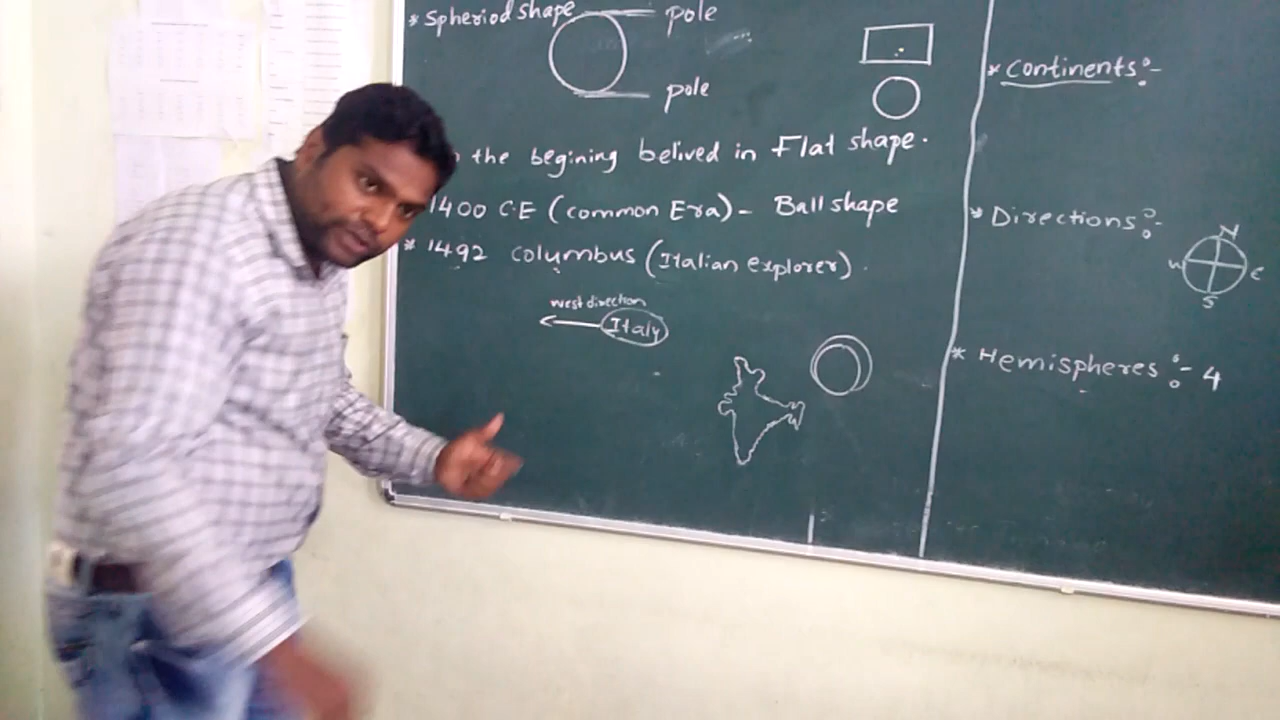 * Spheriod shape
pole
pole
the begining belived in Flat shape.
1400 C.E (common Era) - Ball shape
* 1492 columbus (Italian explorer).
west direction
Italy
* Continents :-
* Directions :-
N
W E
S
* Hemispheres :- 4